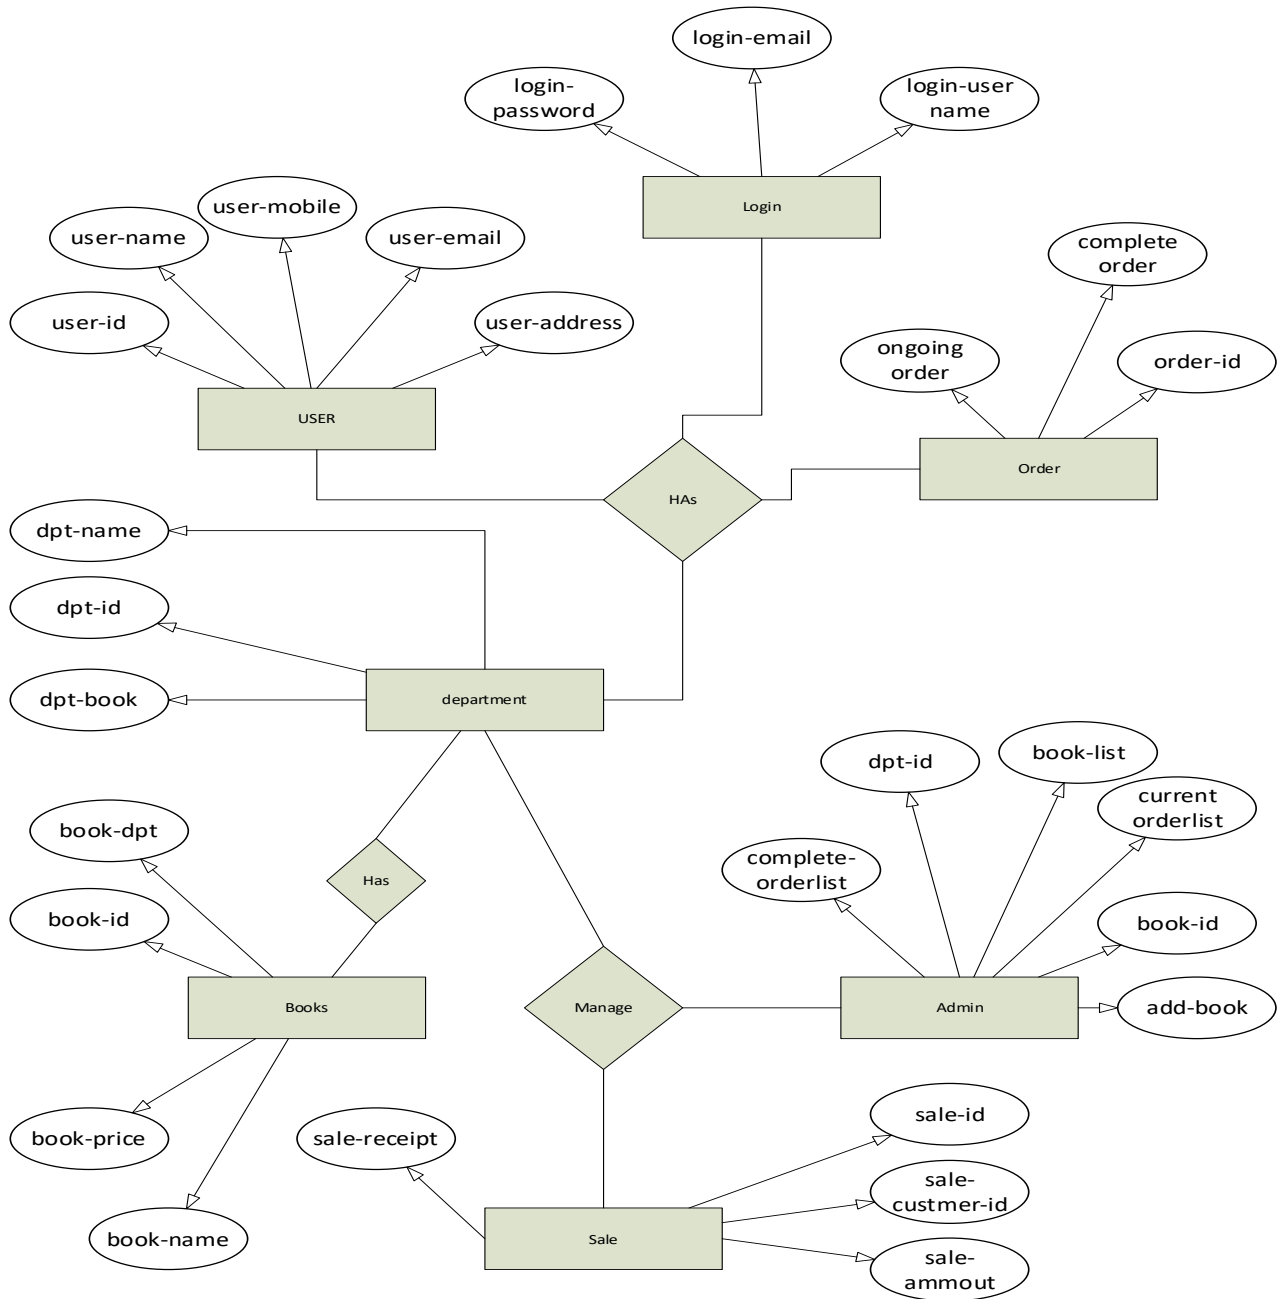 login-email
login-
password
login-user
name
Login
user-mobile
user-name
user-email
user-id
user-address
USER
complete
order
ongoing
order
order-id
Order
HAs
dpt-name
dpt-id
dpt-book
department
book-dpt
book-id
Has
Books
book-price
book-name
dpt-id
book-list
current
orderlist
complete-
orderlist
book-id
add-book
Admin
Manage
sale-receipt
sale-id
sale-
custmer-id
sale-
ammout
Sale